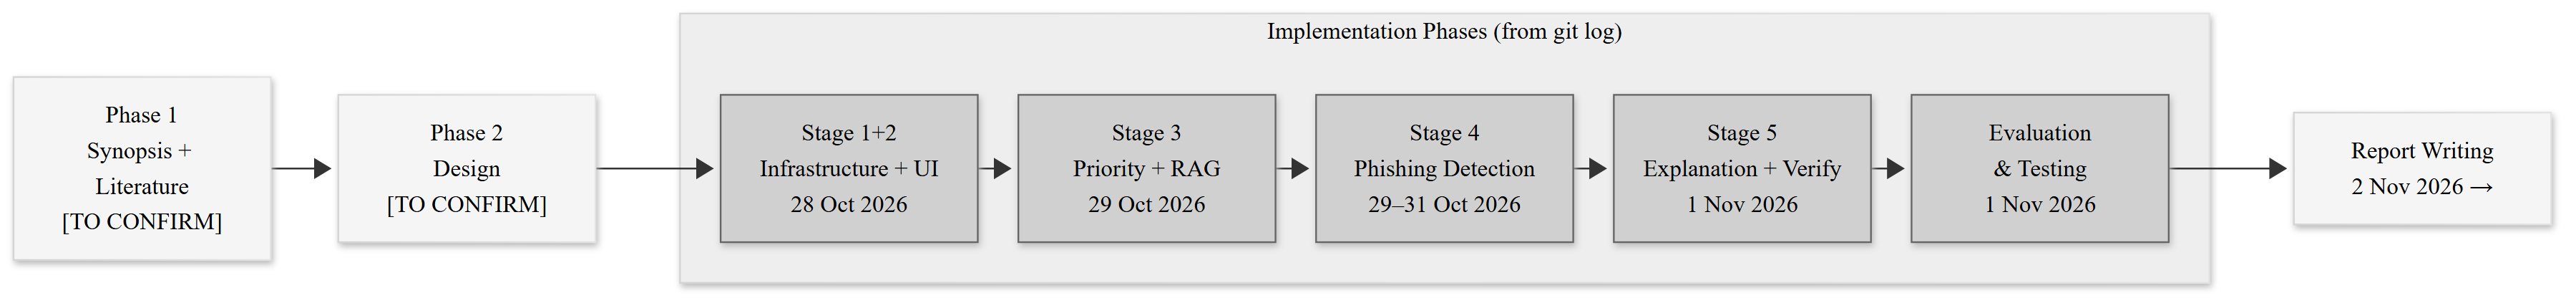 Implementation Phases (from git log)
Phase 1
Synopsis +
Literature
[TO CONFIRM]
Phase 2
Design
[TO CONFIRM]
Stage 1+2
Infrastructure + UI
28 Oct 2026
Stage 3
Priority + RAG
29 Oct 2026
Stage 4
Phishing Detection
29–31 Oct 2026
Stage 5
Explanation + Verify
1 Nov 2026
Evaluation
& Testing
1 Nov 2026
Report Writing
2 Nov 2026 →